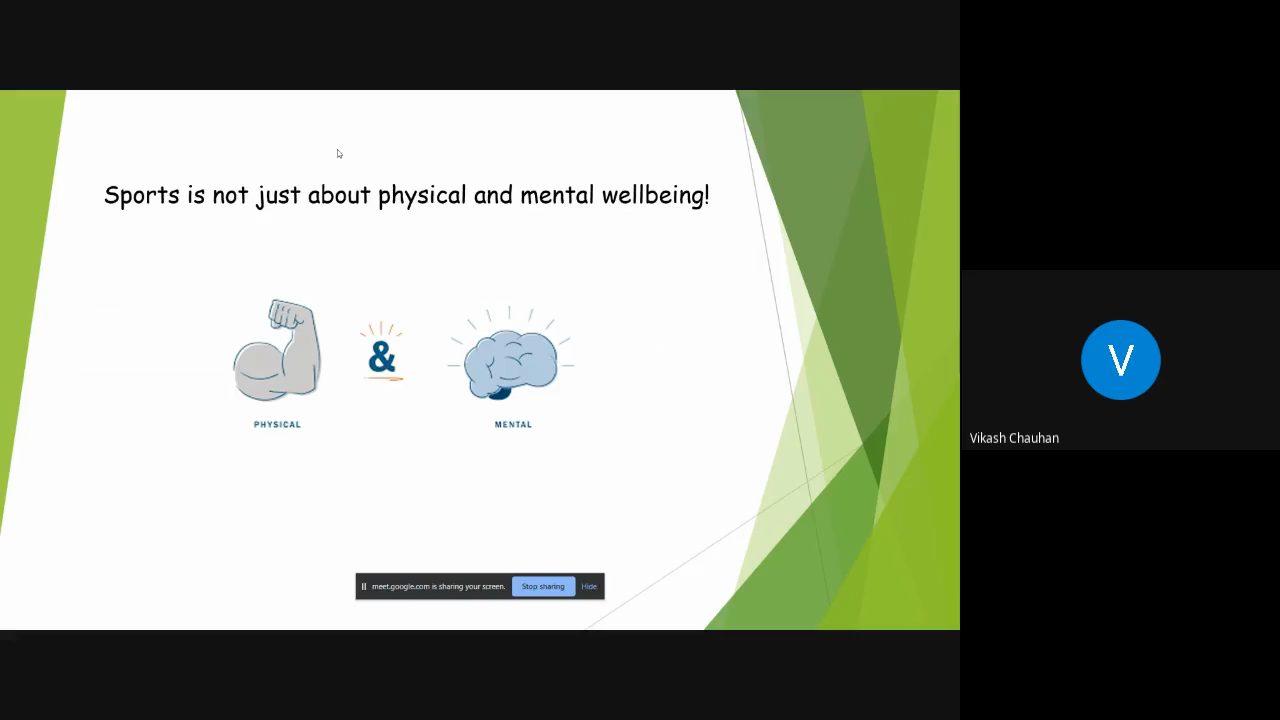 Sports is not just about physical and mental wellbeing!
&
PHYSICAL
MENTAL
meet.google.com is sharing your screen.
Stop sharing
Hide
V
Vikash Chauhan